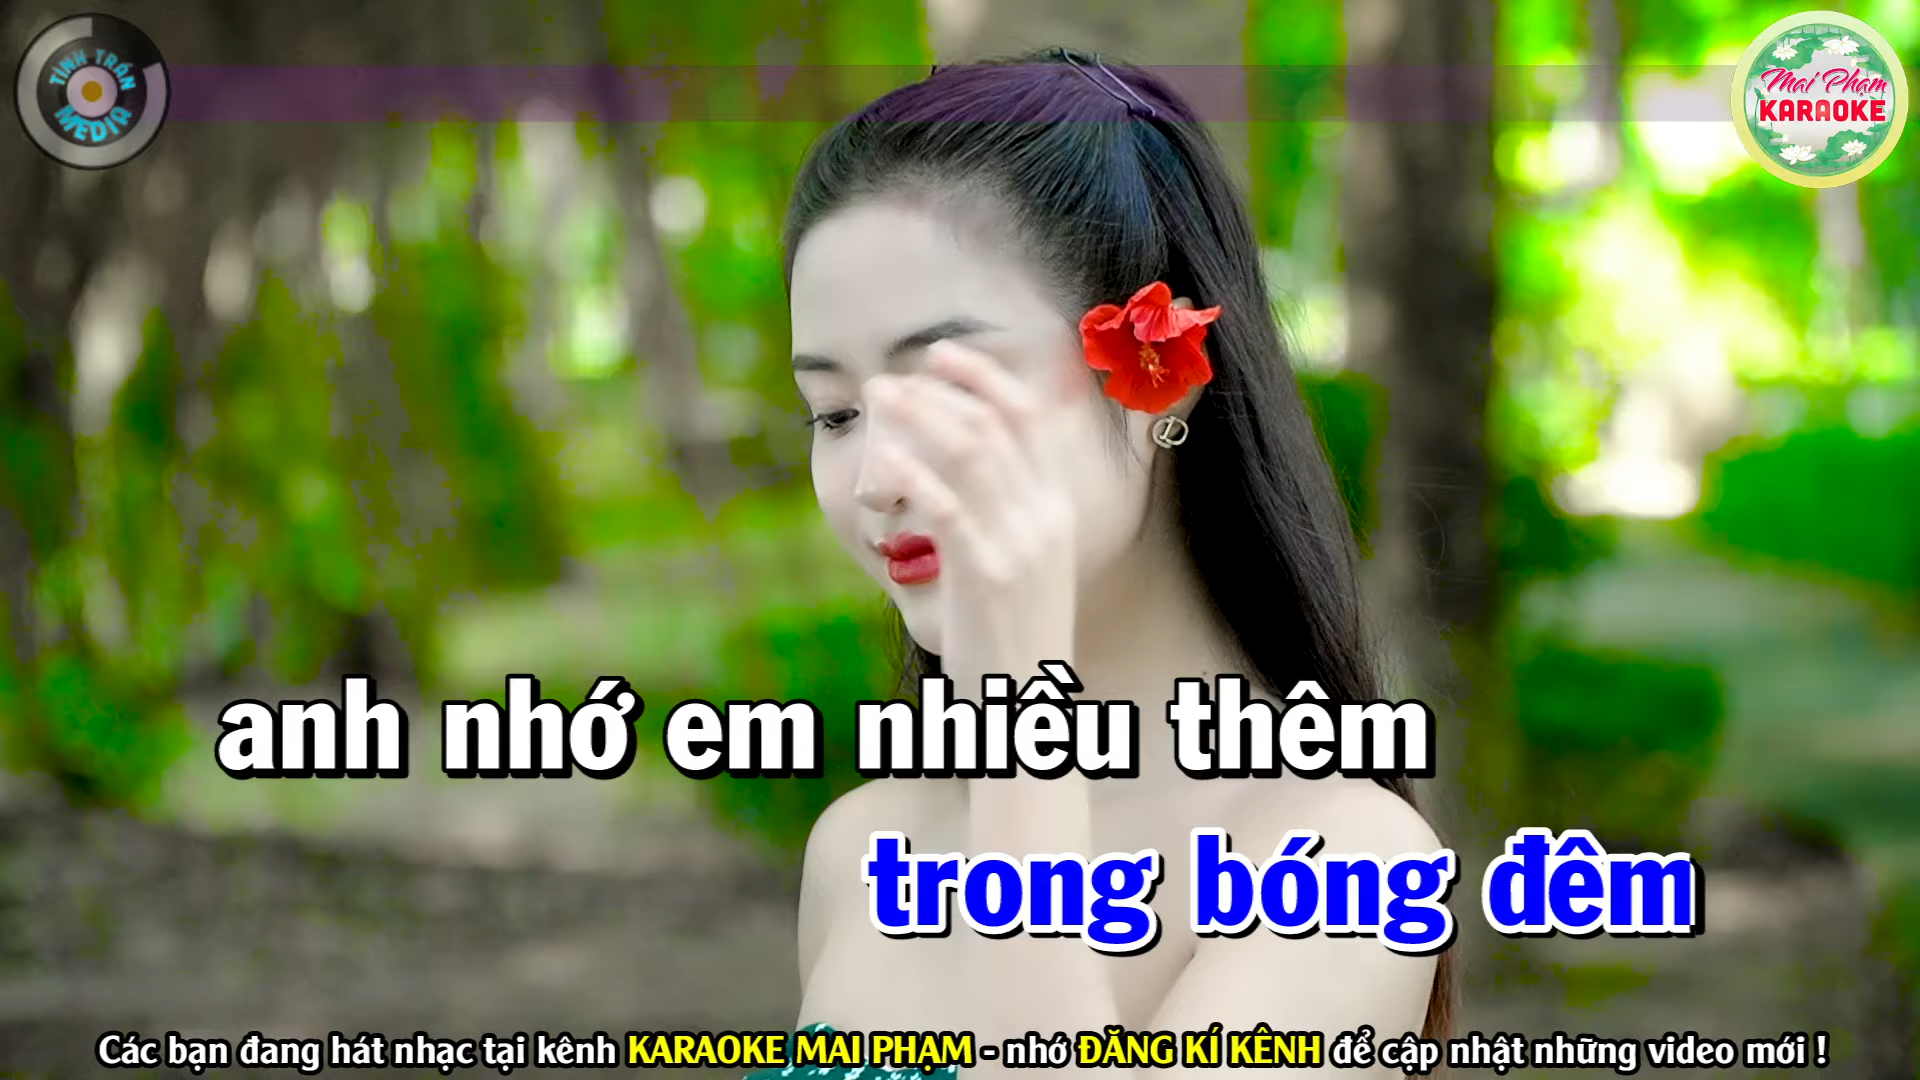 TÌNH TRẦN
MEDIA
Mai Phạm
KARAOKE
anh nhớ em nhiều thêm
trong bóng đêm
Các bạn đang hát nhạc tại kênh KARAOKE MAI PHẠM - nhớ ĐĂNG KÍ KÊNH để cập nhật những video mới !